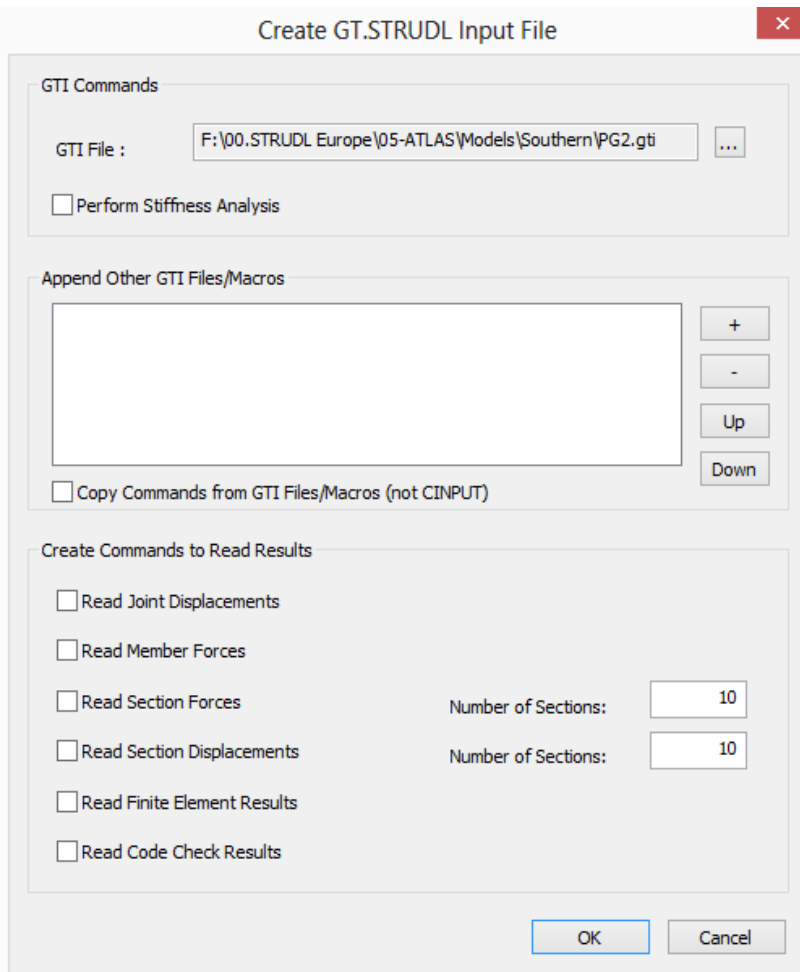 Create GT.STRUDL Input File
GTI Commands
GTI File :
F:\00.STRUDL Europe\05-ATLAS\Models\Southern\PG2.gti
...
Perform Stiffness Analysis
Append Other GTI Files/Macros
+
-
Up
Down
Copy Commands from GTI Files/Macros (not CINPUT)
Create Commands to Read Results
Read Joint Displacements
Read Member Forces
Read Section Forces
Number of Sections:
10
Read Section Displacements
Number of Sections:
10
Read Finite Element Results
Read Code Check Results
OK
Cancel